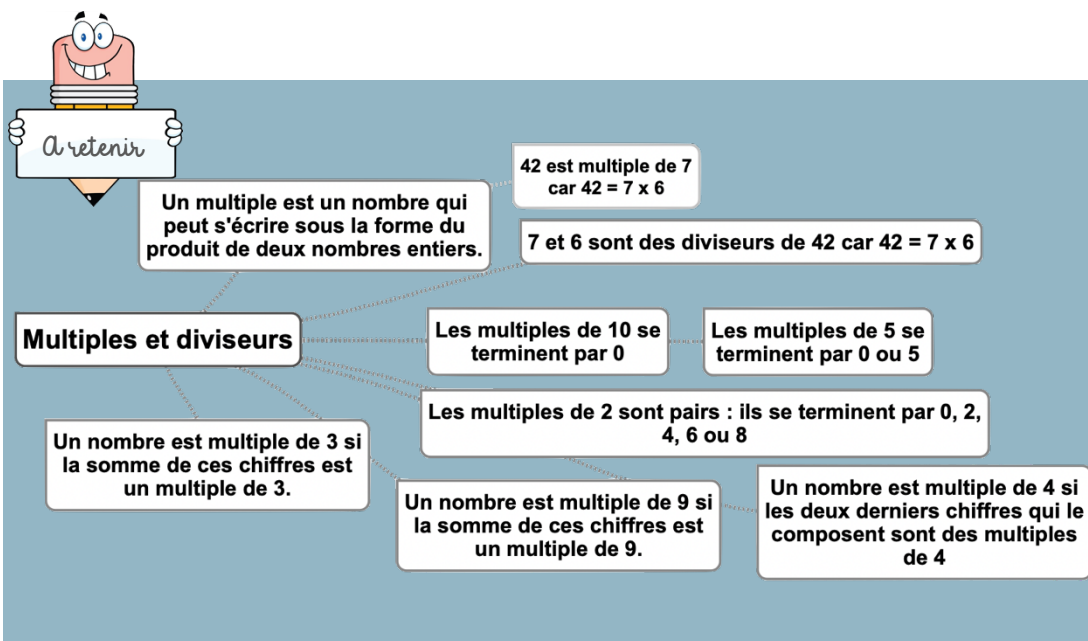 A retenir
42 est multiple de 7
car 42 = 7 x 6
Un multiple est un nombre qui
peut s'écrire sous la forme du
produit de deux nombres entiers.
7 et 6 sont des diviseurs de 42 car 42 = 7 x 6
Multiples et diviseurs
Les multiples de 10 se
terminent par 0
Les multiples de 5 se
terminent par 0 ou 5
Les multiples de 2 sont pairs : ils se terminent par 0, 2,
4, 6 ou 8
Un nombre est multiple de 3 si
la somme de ces chiffres est
un multiple de 3.
Un nombre est multiple de 9 si
la somme de ces chiffres est
un multiple de 9.
Un nombre est multiple de 4 si
les deux derniers chiffres qui le
composent sont des multiples
de 4